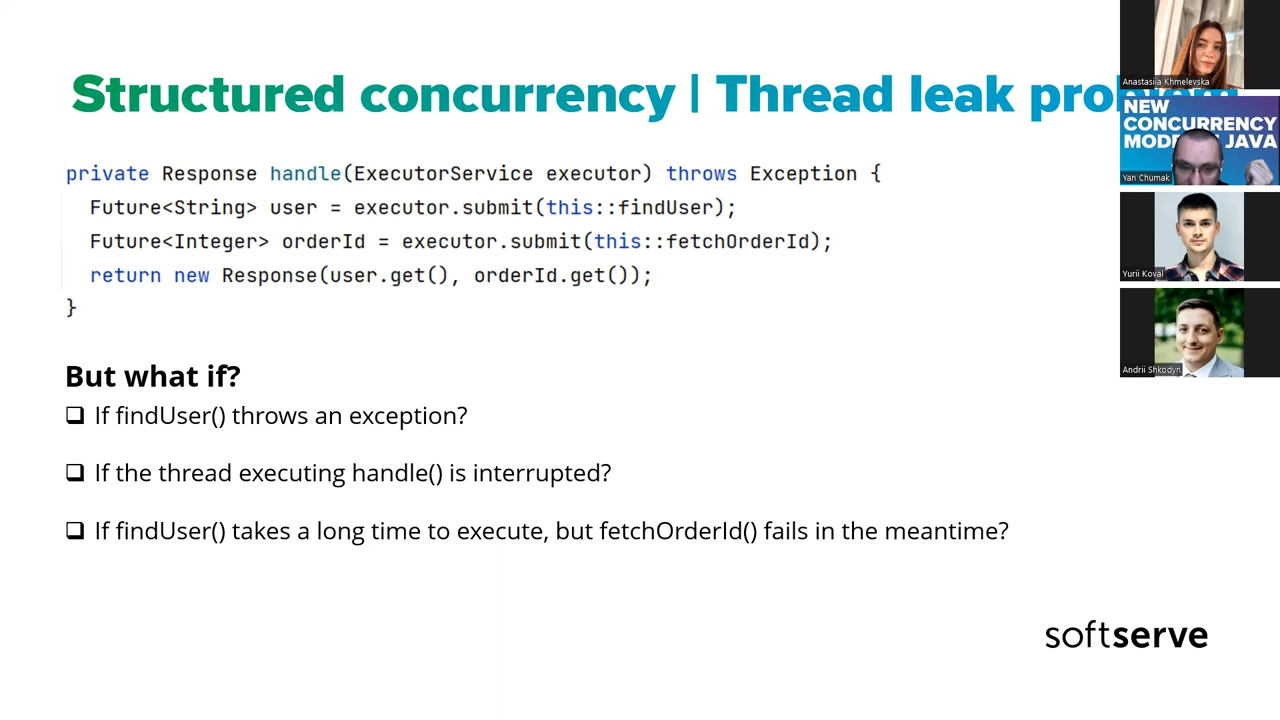 Structured concurrency | Thread leak
private Response handle(ExecutorService executor) throws Exception {
Future<String> user = executor.submit(this::findUser);
Future<Integer> orderId = executor.submit(this::fetchOrderId);
return new Response(user.get(), orderId.get());
}
But what if?
If findUser() throws an exception?
If the thread executing handle() is interrupted?
If findUser() takes a long time to execute, but fetchOrderId() fails in the meantime?
softserve
Anastasiia Khmelevska
NEW
CONCURRENCY
JAVA
Yan Chumak
Yurii Koval
Andrii Shkodyn